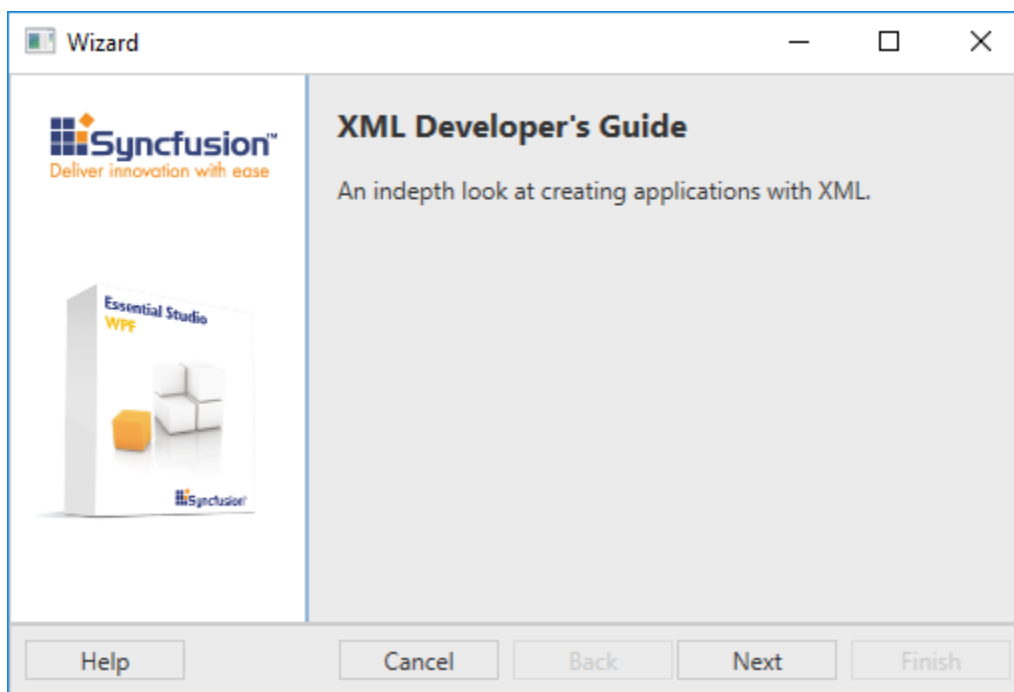 Wizard
Syncfusion™
Deliver innovation with ease
Essential Studio
WPF
Syncfusion
XML Developer's Guide
An indepth look at creating applications with XML.
Help
Cancel
Back
Next
Finish